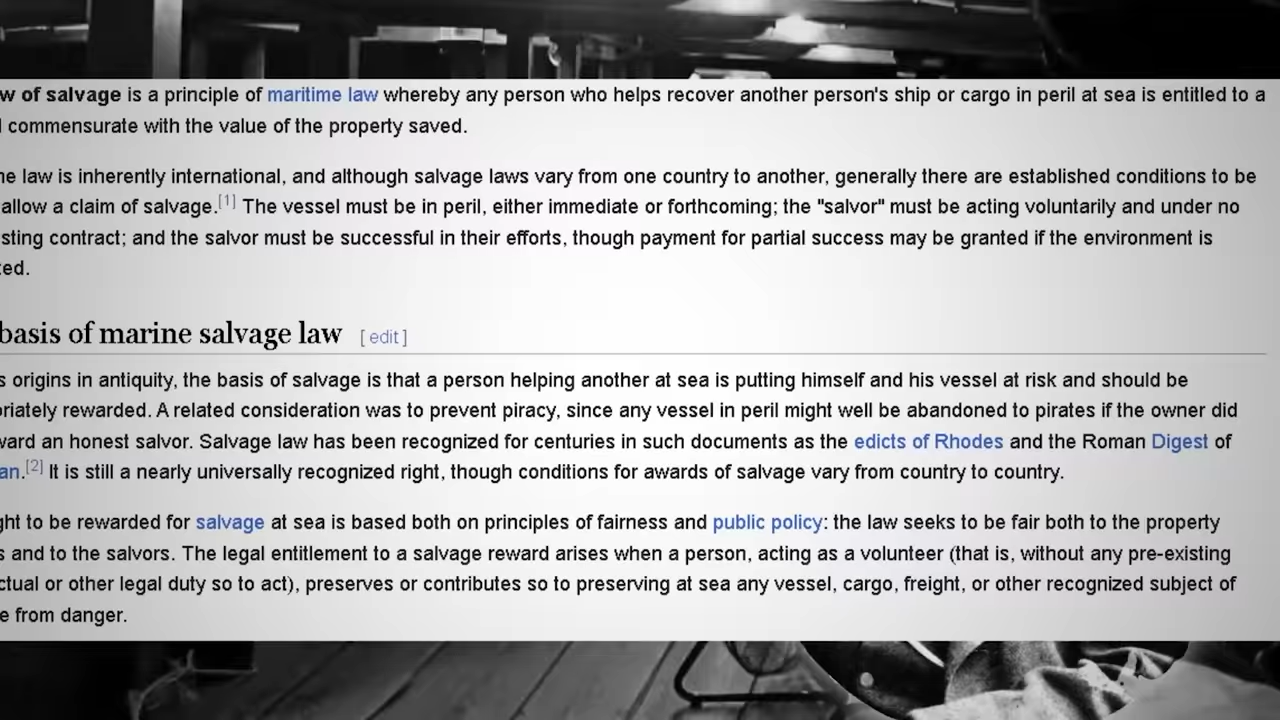 w of salvage is a principle of maritime law whereby any person who helps recover another person's ship or cargo in peril at sea is entitled to a
commensurate with the value of the property saved.
me law is inherently international, and although salvage laws vary from one country to another, generally there are established conditions to be
allow a claim of salvage.[1] The vessel must be in peril, either immediate or forthcoming; the "salvor" must be acting voluntarily and under no
sting contract; and the salvor must be successful in their efforts, though payment for partial success may be granted if the environment is
ted.
basis of marine salvage law [ edit ]
s origins in antiquity, the basis of salvage is that a person helping another at sea is putting himself and his vessel at risk and should be
oriately rewarded. A related consideration was to prevent piracy, since any vessel in peril might well be abandoned to pirates if the owner did
ward an honest salvor. Salvage law has been recognized for centuries in such documents as the edicts of Rhodes and the Roman Digest of
an.[2] It is still a nearly universally recognized right, though conditions for awards of salvage vary from country to country.
ght to be rewarded for salvage at sea is based both on principles of fairness and public policy: the law seeks to be fair both to the property
s and to the salvors. The legal entitlement to a salvage reward arises when a person, acting as a volunteer (that is, without any pre-existing
ctual or other legal duty so to act), preserves or contributes so to preserving at sea any vessel, cargo, freight, or other recognized subject of
e from danger.